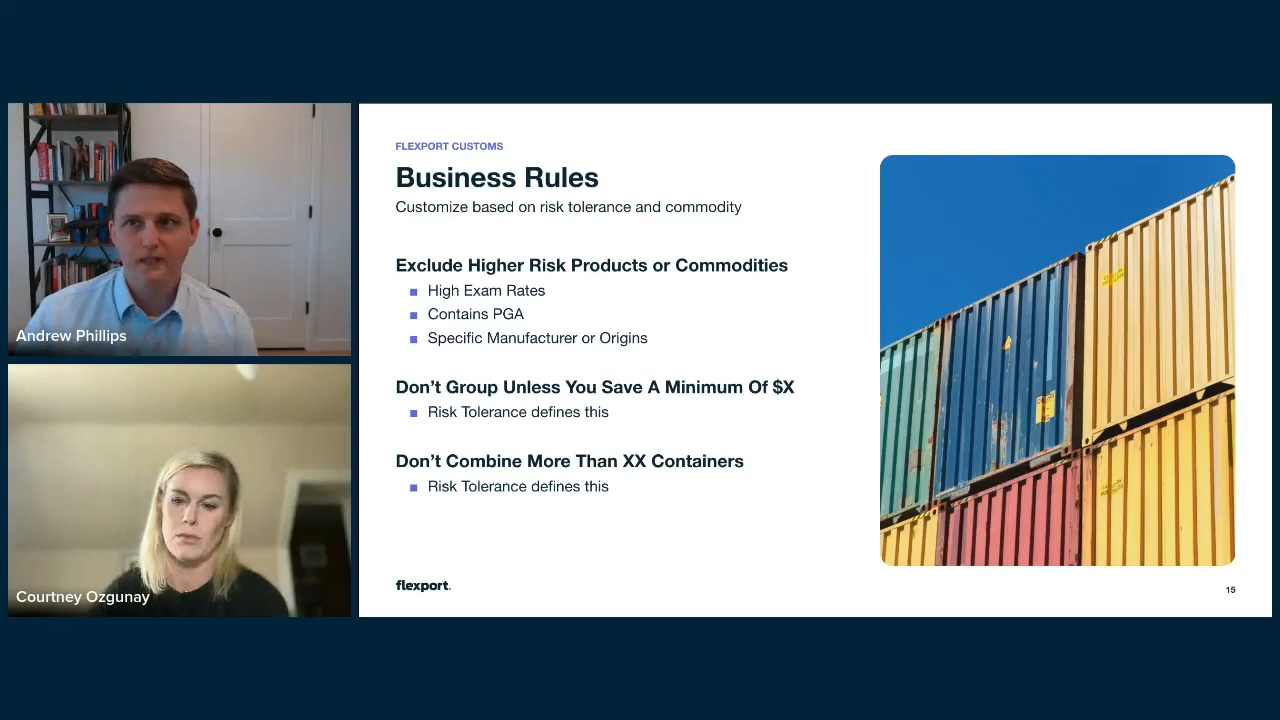 Andrew Phillips
Courtney Ozgunay
FLEXPORT CUSTOMS
Business Rules
Customize based on risk tolerance and commodity
Exclude Higher Risk Products or Commodities
High Exam Rates
Contains PGA
Specific Manufacturer or Origins
Don’t Group Unless You Save A Minimum Of $X
Risk Tolerance defines this
Don’t Combine More Than XX Containers
Risk Tolerance defines this
flexport.
15